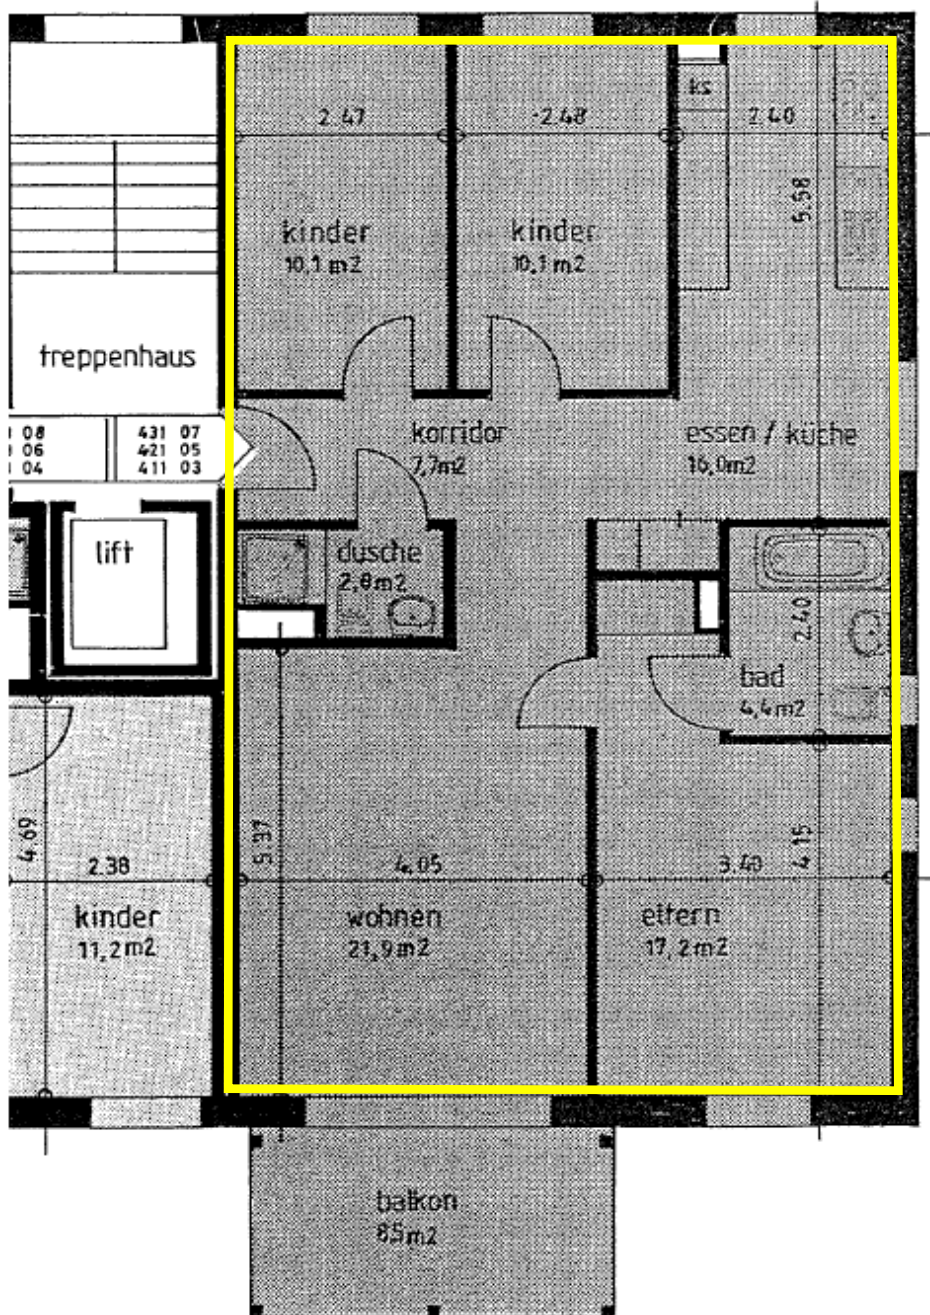 ks
2.47
2.48
2.40
5.58
kinder
10,1 m2
kinder
10,1 m2
treppenhaus
08
06
04
431 07
421 05
411 03
korridor
7,7m2
essen / küche
16,0m2
lift
dusche
2,8m2
2.40
bad
4,4m2
4.69
2.38
kinder
11,2m2
5.37
4.05
3.40
4.15
wohnen
21,9m2
eltern
17,2m2
balkon
8,5m2